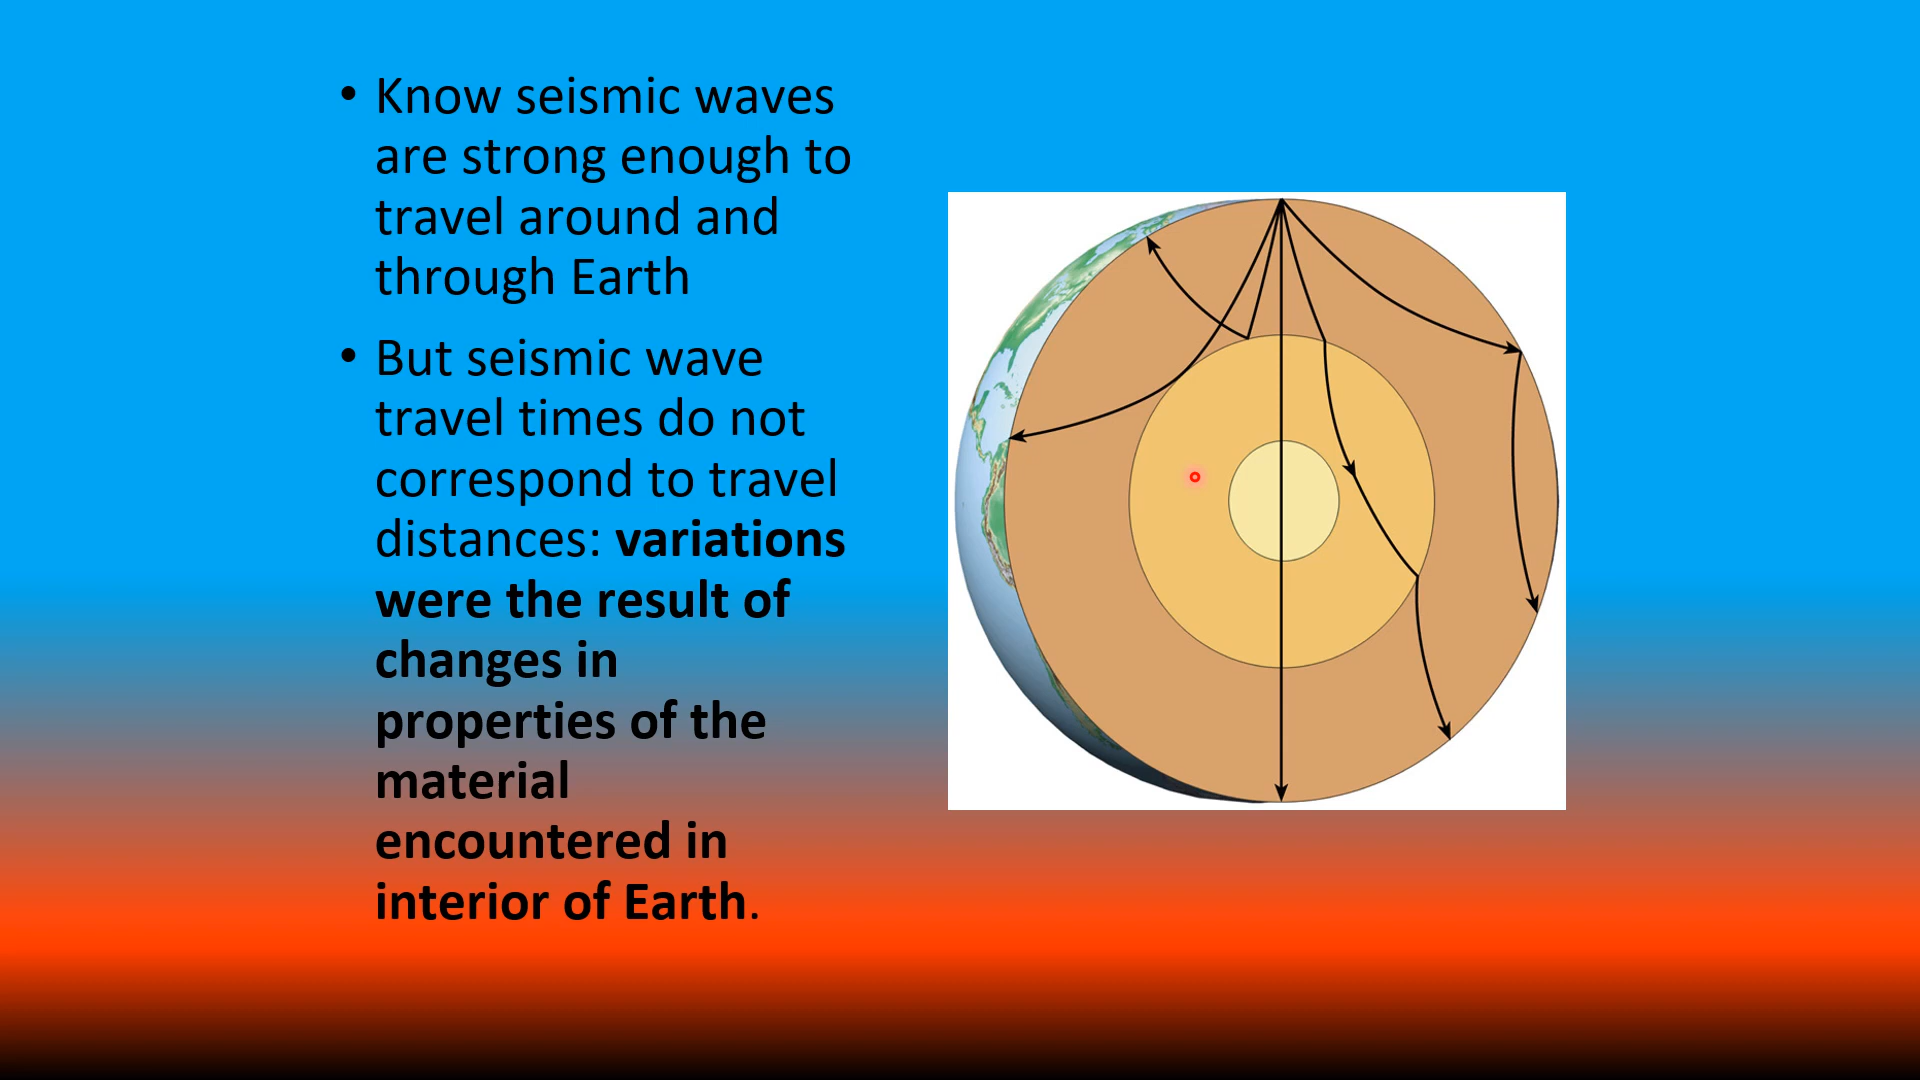 • Know seismic waves
are strong enough to
travel around and
through Earth
• But seismic wave
travel times do not
correspond to travel
distances: variations
were the result of
changes in
properties of the
material
encountered in
interior of Earth.